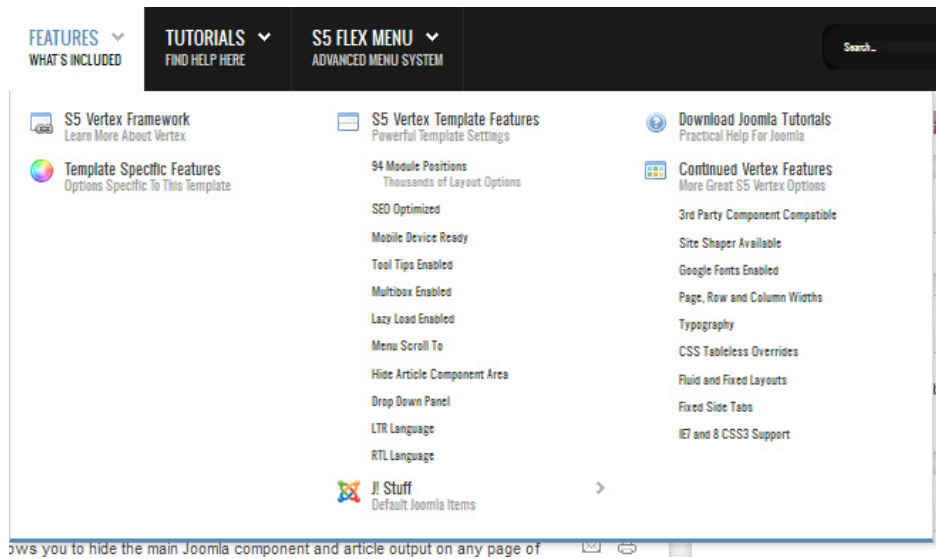 FEATURES
WHAT'S INCLUDED
TUTORIALS
FIND HELP HERE
S5 FLEX MENU
ADVANCED MENU SYSTEM
Search...
S5 Vertex Framework
Learn More About Vertex
Template Specific Features
Options Specific To This Template
S5 Vertex Template Features
Powerful Template Settings
94 Module Positions
Thousands of Layout Options
SEO Optimized
Mobile Device Ready
Tool Tips Enabled
Multibox Enabled
Lazy Load Enabled
Menu Scroll To
Hide Article Component Area
Drop Down Panel
LTR Language
RTL Language
J! Stuff
Default Joomla Items
Download Joomla Tutorials
Practical Help For Joomla
Continued Vertex Features
More Great S5 Vertex Options
3rd Party Component Compatible
Site Shaper Available
Google Fonts Enabled
Page, Row and Column Widths
Typography
CSS Tableless Overrides
Fluid and Fixed Layouts
Fixed Side Tabs
IE7 and 8 CSS3 Support
ows you to hide the main Joomla component and article output on any page of